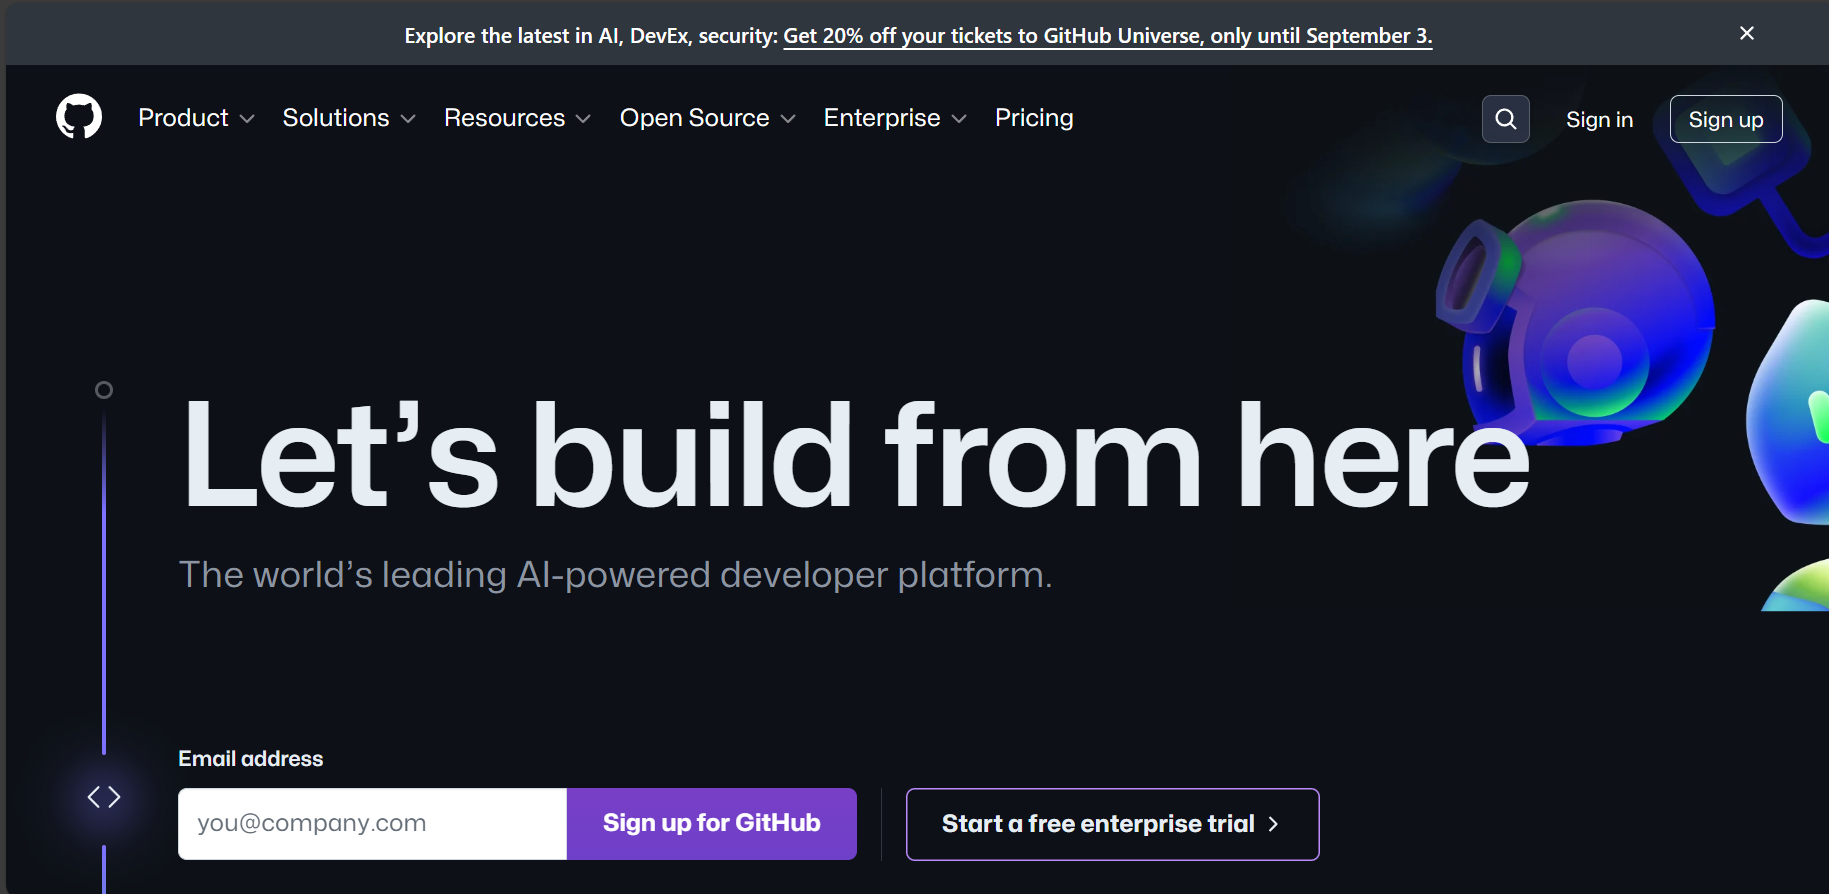 Explore the latest in AI, DevEx, security: Get 20% off your tickets to GitHub Universe, only until September 3.
Product Solutions Resources Open Source Enterprise Pricing Sign in Sign up
Let’s build from here
The world’s leading AI-powered developer platform.
Email address
you@company.com Sign up for GitHub Start a free enterprise trial